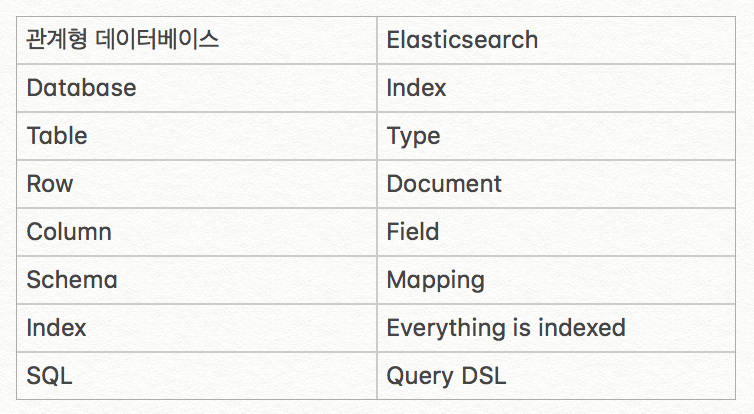 관계형 데이터베이스 Elasticsearch
Database Index
Table Type
Row Document
Column Field
Schema Mapping
Index Everything is indexed
SQL Query DSL